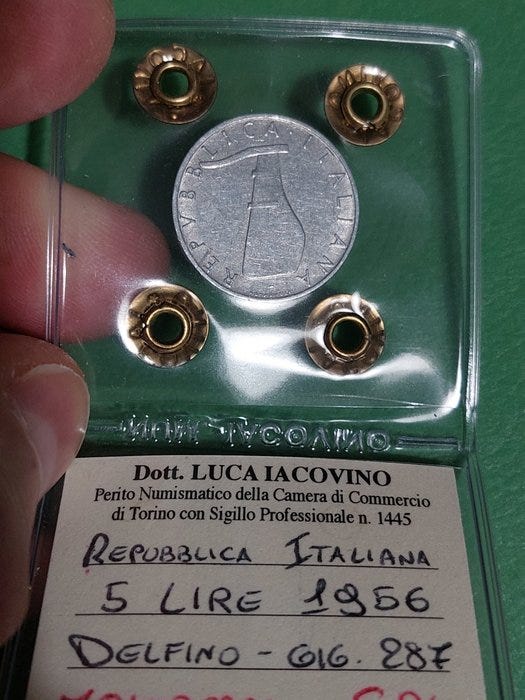 REPVBBLICA ITALIANA
IACOVINO
Dott. LUCA IACOVINO
Perito Numismatico della Camera di Commercio
di Torino con Sigillo Professionale n. 1445
REPUBBLICA ITALIANA
5 LIRE 1956
DELFINO - GIG. 287